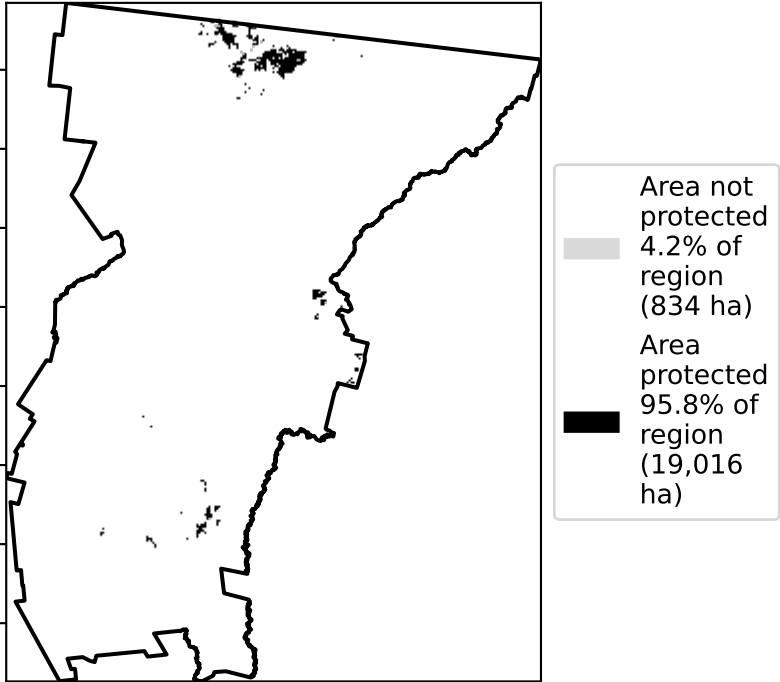 Area not
protected
4.2% of
region
(834 ha)
Area
protected
95.8% of
region
(19,016
ha)